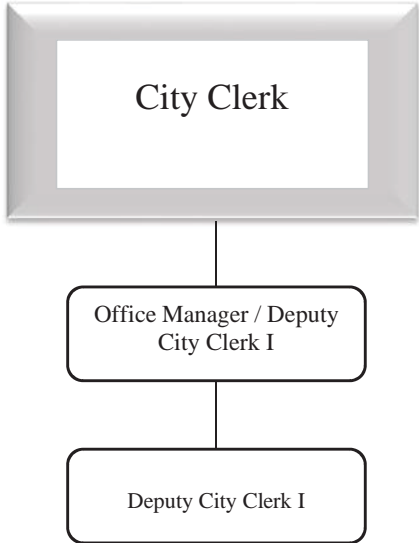 City Clerk
Office Manager / Deputy
City Clerk I
Deputy City Clerk I